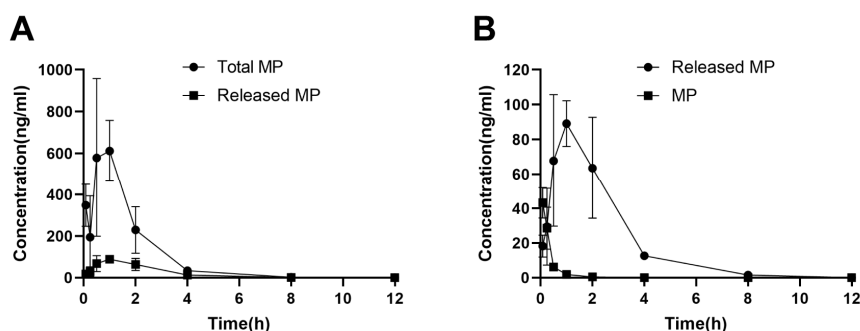 A
Total MP
Released MP
Concentration(ng/ml)
1000
800
600
400
200
0
0 2 4 6 8 10 12
Time(h)
B
Released MP
MP
Concentration(ng/ml)
120
100
80
60
40
20
0
0 2 4 6 8 10 12
Time(h)